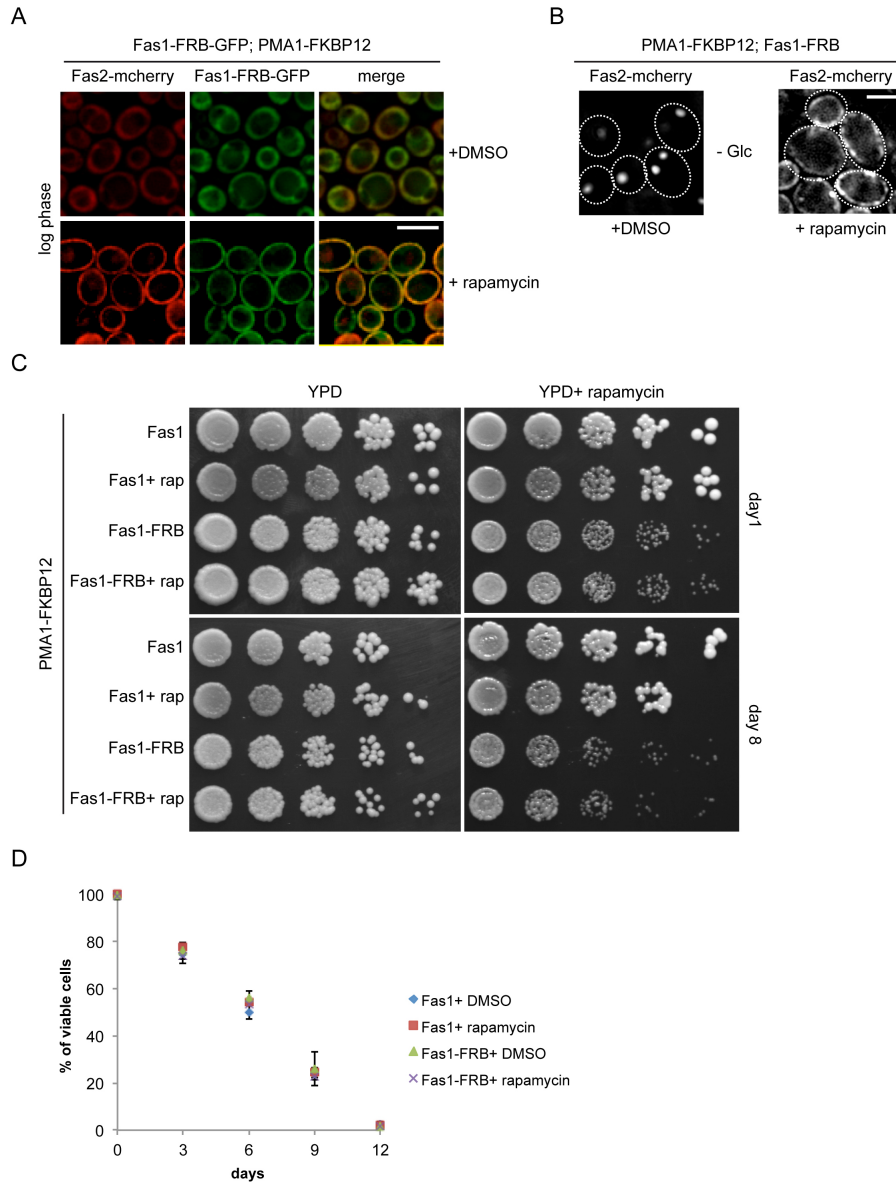 A
Fas1-FRB-GFP; PMA1-FKBP12
Fas2-mcherry Fas1-FRB-GFP merge
log phase
+DMSO
+ rapamycin
B
PMA1-FKBP12; Fas1-FRB
Fas2-mcherry Fas2-mcherry
- Glc
+DMSO + rapamycin
C
YPD YPD+ rapamycin
PMA1-FKBP12
Fas1
Fas1+ rap
Fas1-FRB
Fas1-FRB+ rap
day1
Fas1
Fas1+ rap
Fas1-FRB
Fas1-FRB+ rap
day 8
D
% of viable cells
100
80
60
40
20
0
0 3 6 9 12
days
Fas1+ DMSO
Fas1+ rapamycin
Fas1-FRB+ DMSO
Fas1-FRB+ rapamycin